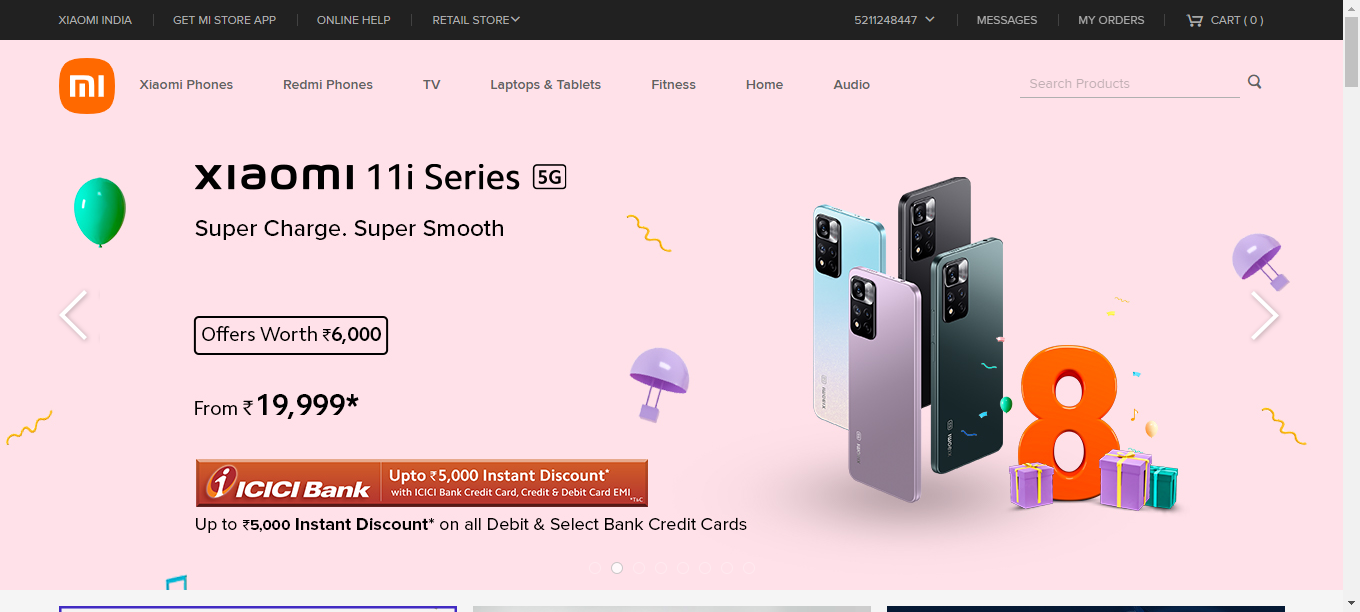 XIAOMI INDIA
GET MI STORE APP
ONLINE HELP
RETAIL STORE
5211248447
MESSAGES
MY ORDERS
CART ( 0 )
mi
Xiaomi Phones
Redmi Phones
TV
Laptops & Tablets
Fitness
Home
Audio
Search Products
xiaomi 11i Series 5G
Super Charge. Super Smooth
Offers Worth ₹6,000
From ₹19,999*
ICICI Bank
Upto ₹5,000 Instant Discount*
with ICICI Bank Credit Card, Credit & Debit Card EMI
*T&C
Up to ₹5,000 Instant Discount* on all Debit & Select Bank Credit Cards
8